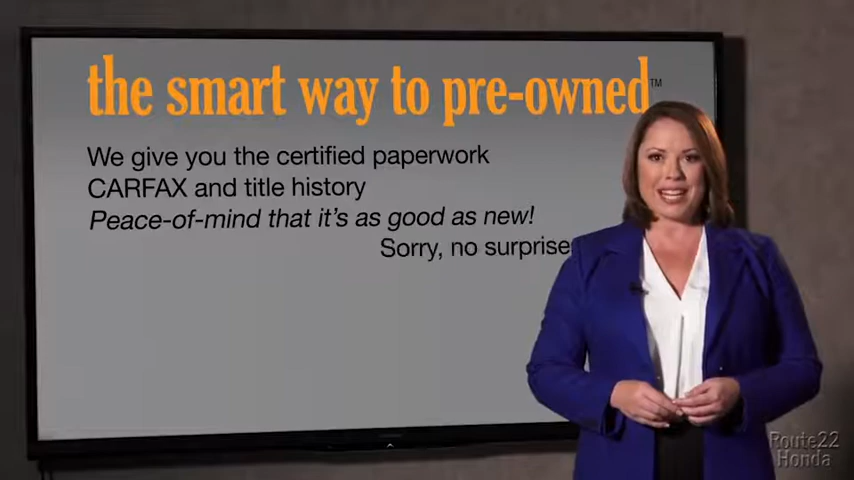 the smart way to pre-owned™
We give you the certified paperwork
CARFAX and title history
Peace-of-mind that it's as good as new!
Sorry, no surprise
Route22
Honda